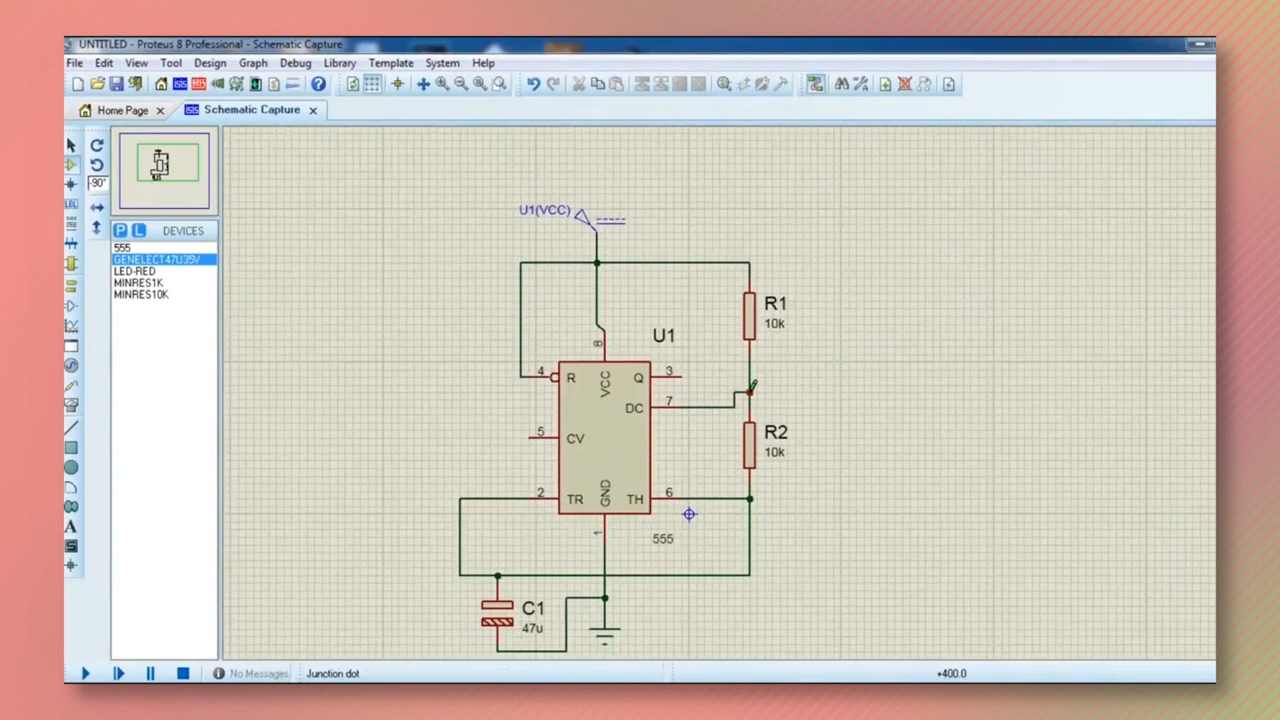 UNTITLED - Proteus 8 Professional - Schematic Capture
File Edit View Tool Design Graph Debug Library Template System Help
Home Page Schematic Capture
LBL
-90°
P L DEVICES
555
GENELECT47U35V
LED-RED
MINRES1K
MINRES10K
A
S
U1(VCC)
R1
10k
U1
8
4 R VCC Q 3
DC 7
R2
10k
5 CV
2 TR GND TH 6
1
555
C1
47u
No Messages Junction dot +400.0